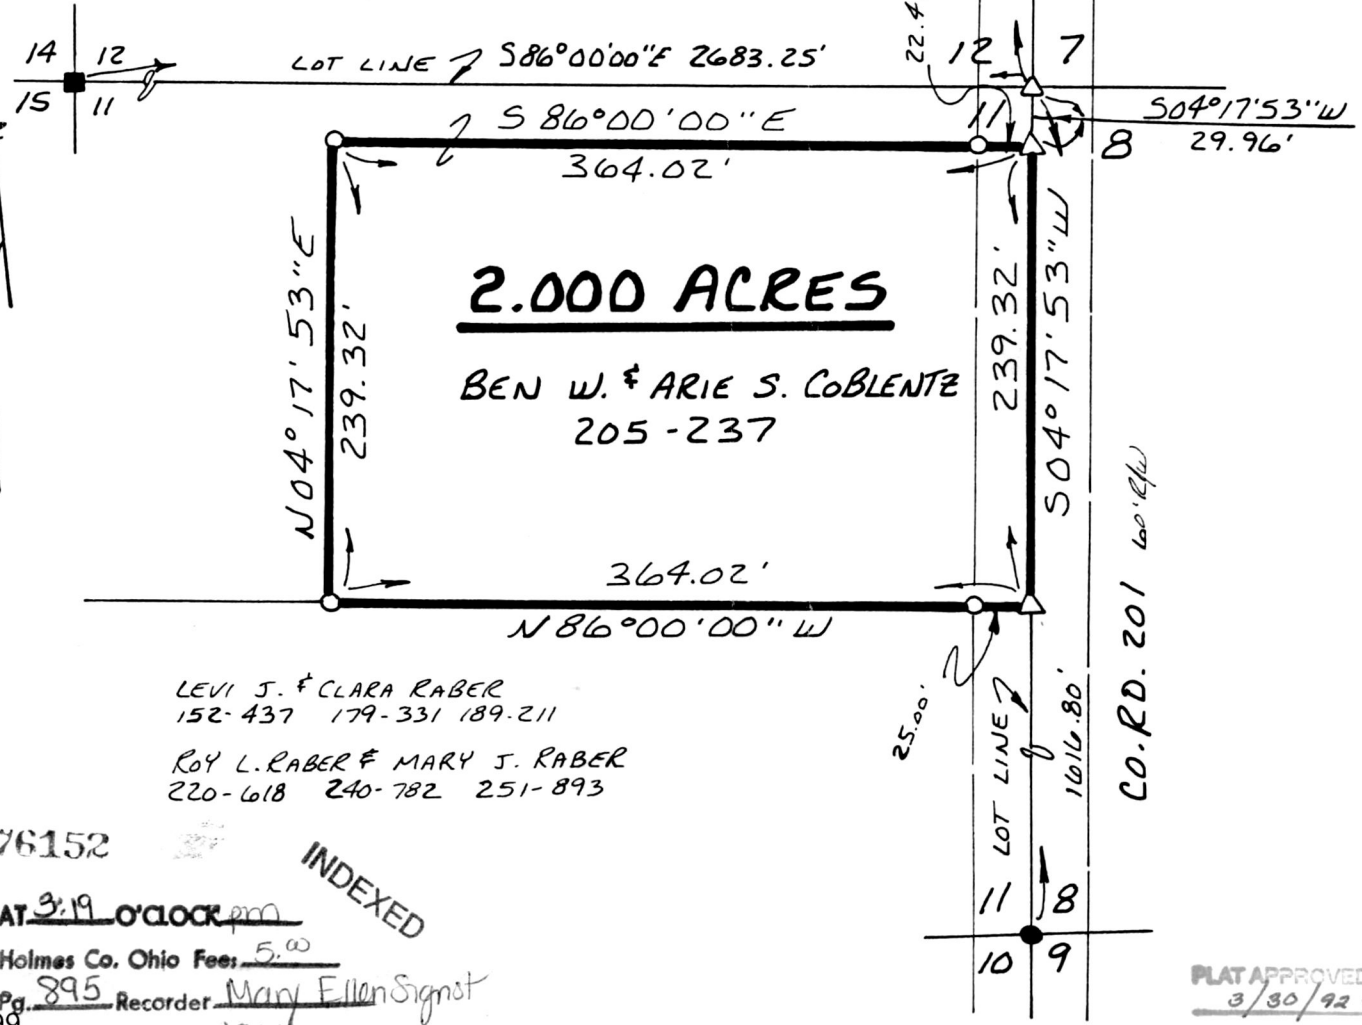 14 12
15 11
LOT LINE S86°00'00"E 2683.25'
22.4
12 7
11 8
S04°17'53"W
29.96'
S86°00'00"E
364.02'
N04°17'53"E
239.32'
2.000 ACRES
BEN W. & ARIE S. COBLENTZ
205-237
239.32'
S04°17'53"W
364.02'
N86°00'00"W
CO.RD. 201 60' R/W
LEVI J. & CLARA RABER
152-437 179-331 189-211
ROY L. RABER & MARY J. RABER
220-618 240-782 251-893
25.00'
LOT LINE
1616.80'
11 8
10 9
76152
INDEXED
AT 3:19 O'CLOCK pm
Holmes Co. Ohio Fee: 5.00
Pg. 895 Recorder Mary Ellen
PLAT APPROVED
3/30/92